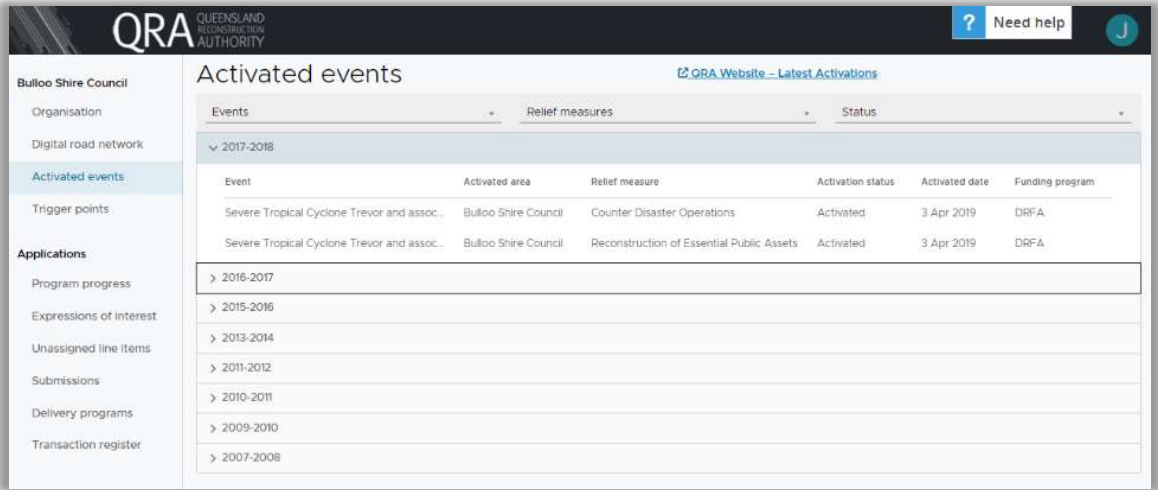 QRA QUEENSLAND
RECONSTRUCTION
AUTHORITY
? Need help
J
Bulloo Shire Council
Organisation
Digital road network
Activated events
Trigger points
Applications
Program progress
Expressions of interest
Unassigned line items
Submissions
Delivery programs
Transaction register
Activated events
QRA Website – Latest Activations
Events Relief measures Status
2017-2018
Event Activated area Relief measure Activation status Activated date Funding program
Severe Tropical Cyclone Trevor and assoc... Bulloo Shire Council Counter Disaster Operations Activated 3 Apr 2019 DRFA
Severe Tropical Cyclone Trevor and assoc... Bulloo Shire Council Reconstruction of Essential Public Assets Activated 3 Apr 2019 DRFA
2016-2017
2015-2016
2013-2014
2011-2012
2010-2011
2009-2010
2007-2008